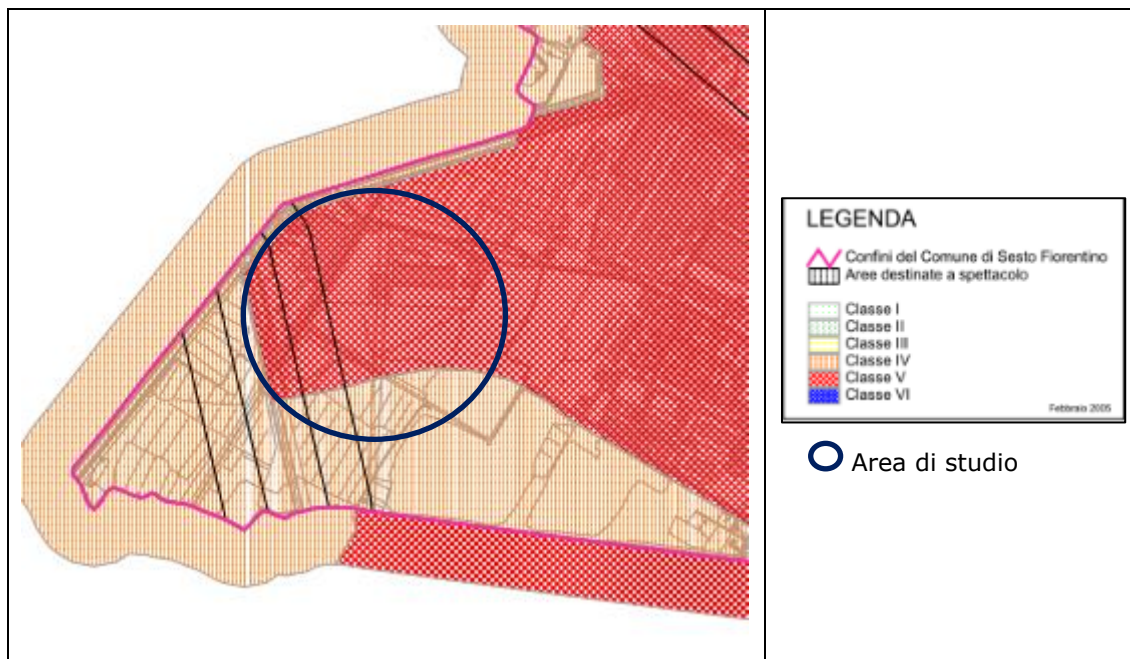 LEGENDA
Confini del Comune di Sesto Fiorentino
Aree destinate a spettacolo
Classe I
Classe II
Classe III
Classe IV
Classe V
Classe VI
Febbraio 2005
Area di studio